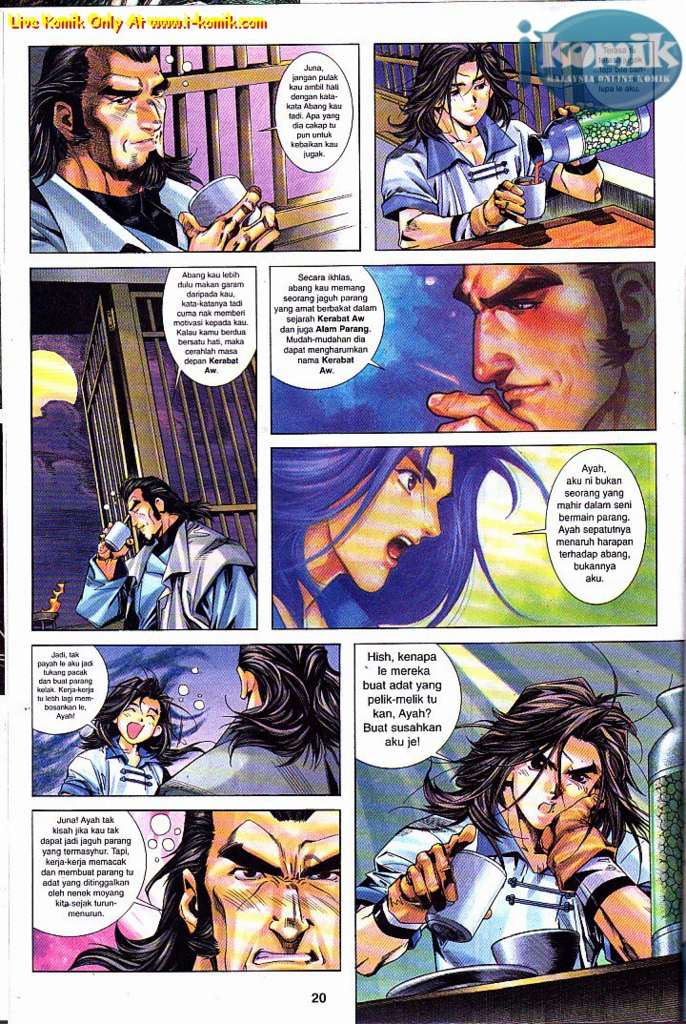 Live Komik Only At www.i-komik.com
ikomik
MALAYSIA ONLINE KOMIK
Juna,
jangan pulak
kau ambil hati
dengan kata-
kata Abang kau
tadi. Apa yang
dia cakap tu
pun untuk
kebaikan kau
jugak.
lupa le aku.
Abang kau lebih
dulu makan garam
daripada kau,
kata-katanya tadi
cuma nak memberi
motivasi kepada kau.
Kalau kamu berdua
bersatu hati, maka
cerahlah masa
depan Kerabat
Aw.
Secara ikhlas,
abang kau memang
seorang jaguh parang
yang amat berbakat dalam
sejarah Kerabat Aw
dan juga Alam Parang.
Mudah-mudahan dia
dapat mengharumkan
nama Kerabat
Aw.
Ayah,
aku ni bukan
seorang yang
mahir dalam seni
bermain parang.
Ayah sepatutnya
menaruh harapan
terhadap abang,
bukannya
aku.
Jadi, tak
payah le aku jadi
tukang pacak
dan buat parang
kelak. Kerja-kerja
tu lebih lagi mem-
bosankan le,
Ayah!
Hish, kenapa
le mereka
buat adat yang
pelik-melik tu
kan, Ayah?
Buat susahkan
aku je!
Juna! Ayah tak
kisah jika kau tak
dapat jadi jaguh parang
yang termasyhur. Tapi,
kerja-kerja memacak
dan membuat parang tu
adat yang ditinggalkan
oleh nenek moyang
kita sejak turun-
menurun.
20